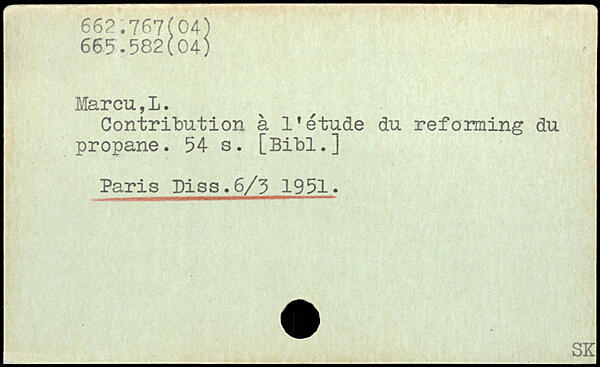 662.767(04)
665.582(04)
Marcu,L.
Contribution à l'étude du reforming du
propane. 54 s. [Bibl.]
Paris Diss.6/3 1951.
SK